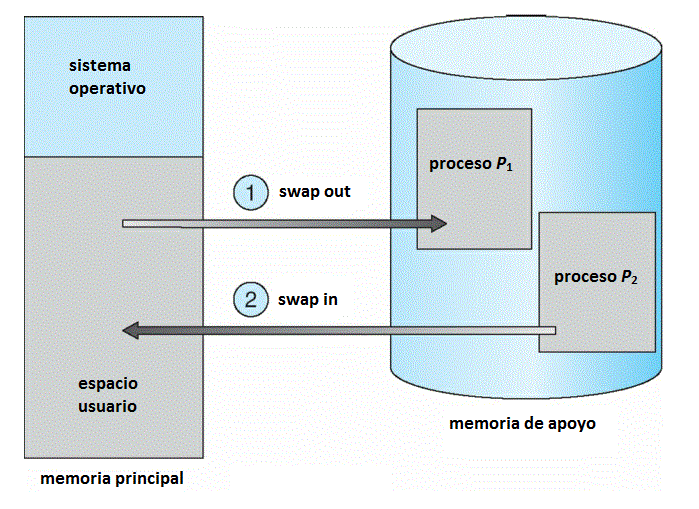 sistema
operativo
proceso P1
1 swap out
proceso P2
2 swap in
espacio
usuario
memoria de apoyo
memoria principal